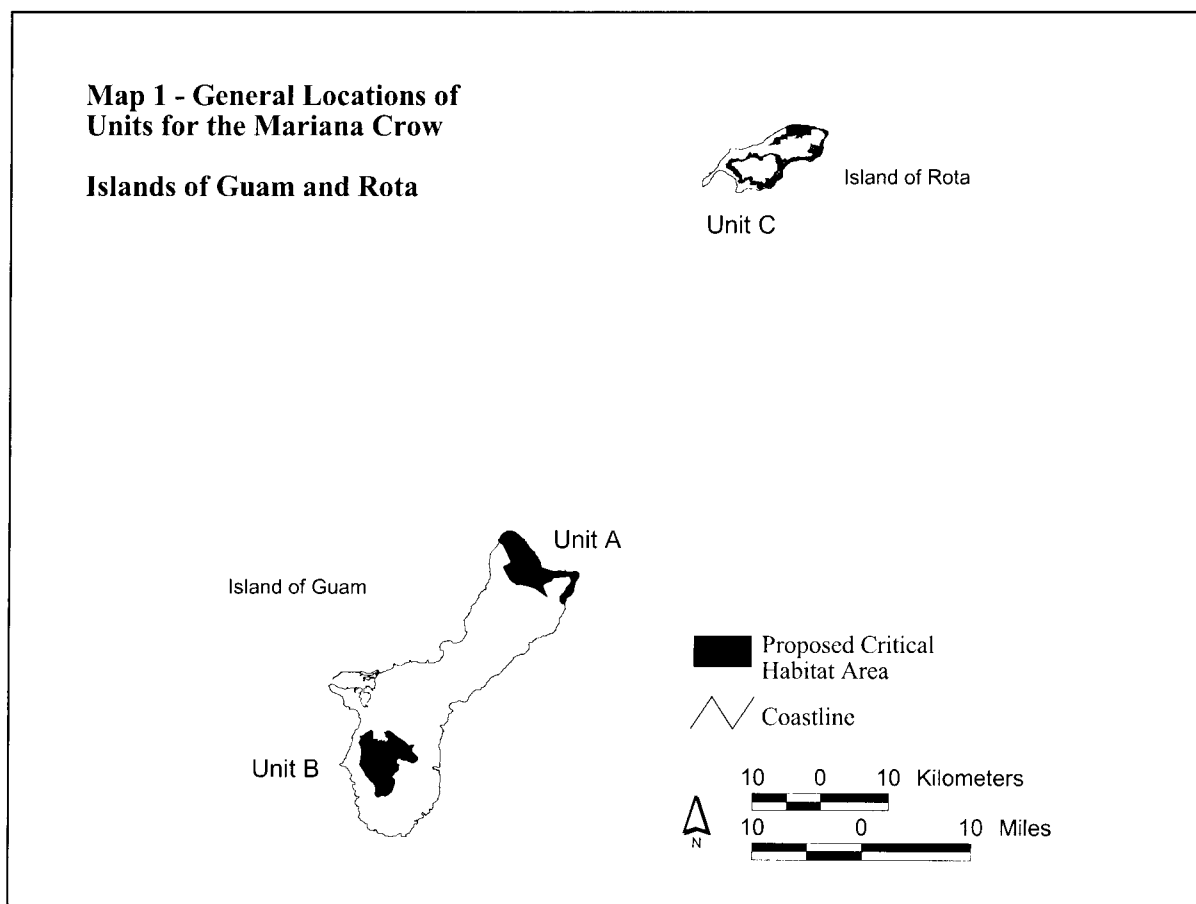 Map 1 - General Locations of
Units for the Mariana Crow
Islands of Guam and Rota
Island of Rota
Unit C
Unit A
Island of Guam
Proposed Critical
Habitat Area
Coastline
Unit B
10 0 10 Kilometers
10 0 10 Miles
N